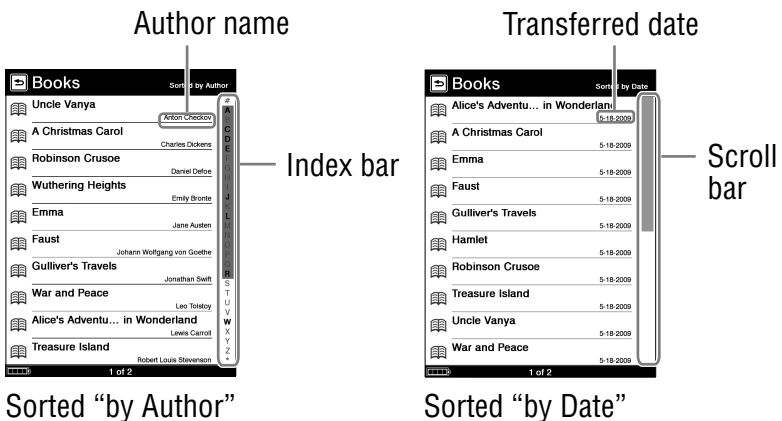 Author name
Transferred date
Books Sorted by Author
Uncle Vanya
Anton Checkov
A Christmas Carol
Charles Dickens
Robinson Crusoe
Daniel Defoe
Wuthering Heights
Emily Bronte
Emma
Jane Austen
Faust
Johann Wolfgang von Goethe
Gulliver's Travels
Jonathan Swift
War and Peace
Leo Tolstoy
Alice's Adventu... in Wonderland
Lewis Carroll
Treasure Island
Robert Louis Stevenson
1 of 2
#
A
B
C
D
E
F
G
H
I
J
K
L
M
N
O
P
Q
R
S
T
U
V
W
X
Y
Z
*
Index bar
Sorted “by Author”
Books Sorted by Date
Alice's Adventu... in Wonderland
5-18-2009
A Christmas Carol
5-18-2009
Emma
5-18-2009
Faust
5-18-2009
Gulliver's Travels
5-18-2009
Hamlet
5-18-2009
Robinson Crusoe
5-18-2009
Treasure Island
5-18-2009
Uncle Vanya
5-18-2009
War and Peace
5-18-2009
1 of 2
Scroll
bar
Sorted “by Date”